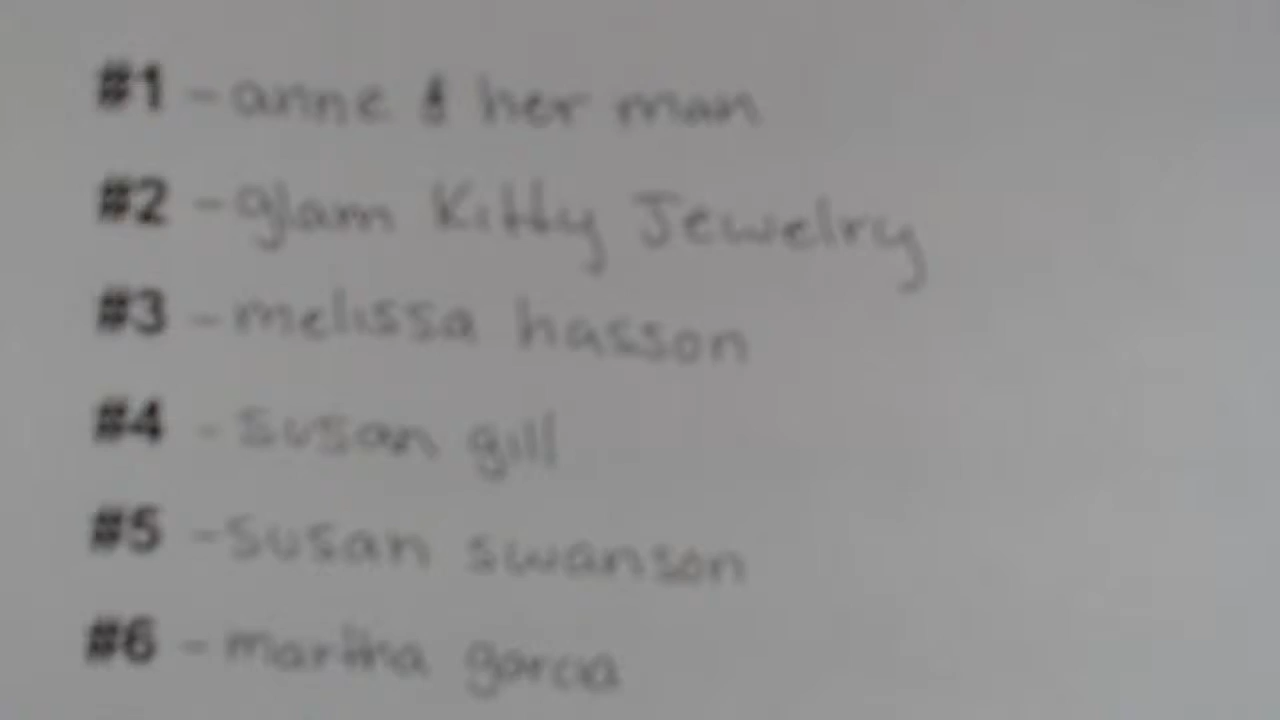 #1 - anne & her man
#2 - glam Kitty Jewelry
#3 - melissa hasson
#4 - susan gill
#5 - susan swanson
#6 - martha garcia